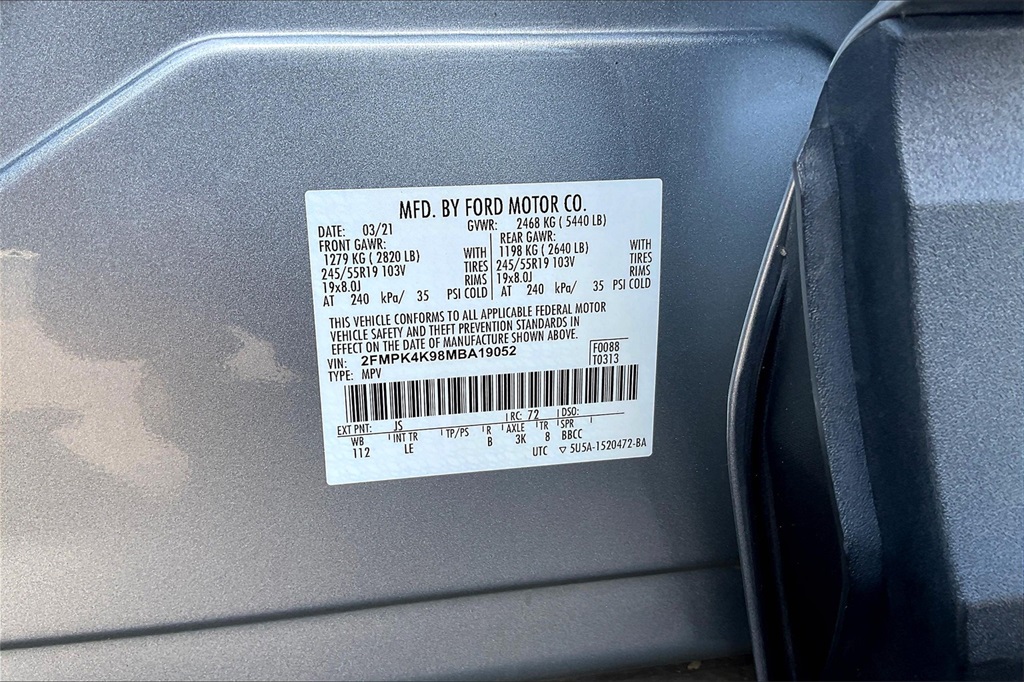 MFD. BY FORD MOTOR CO.
DATE: 03/21 GVWR: 2468 KG ( 5440 LB)
FRONT GAWR: REAR GAWR:
1279 KG ( 2820 LB) WITH 1198 KG ( 2640 LB) WITH
245/55R19 103V TIRES 245/55R19 103V TIRES
19x8.0J RIMS 19x8.0J RIMS
AT 240 kPa/ 35 PSI COLD AT 240 kPa/ 35 PSI COLD
THIS VEHICLE CONFORMS TO ALL APPLICABLE FEDERAL MOTOR
VEHICLE SAFETY AND THEFT PREVENTION STANDARDS IN
EFFECT ON THE DATE OF MANUFACTURE SHOWN ABOVE.
VIN: 2FMPK4K98MBA19052 F0088
TYPE: MPV T0313
EXT PNT: JS RC: 72 DSO:
WB INT TR TP/PS R AXLE TR SPR
112 LE B 3K 8 BBCC
UTC ▽ 5U5A-1520472-BA